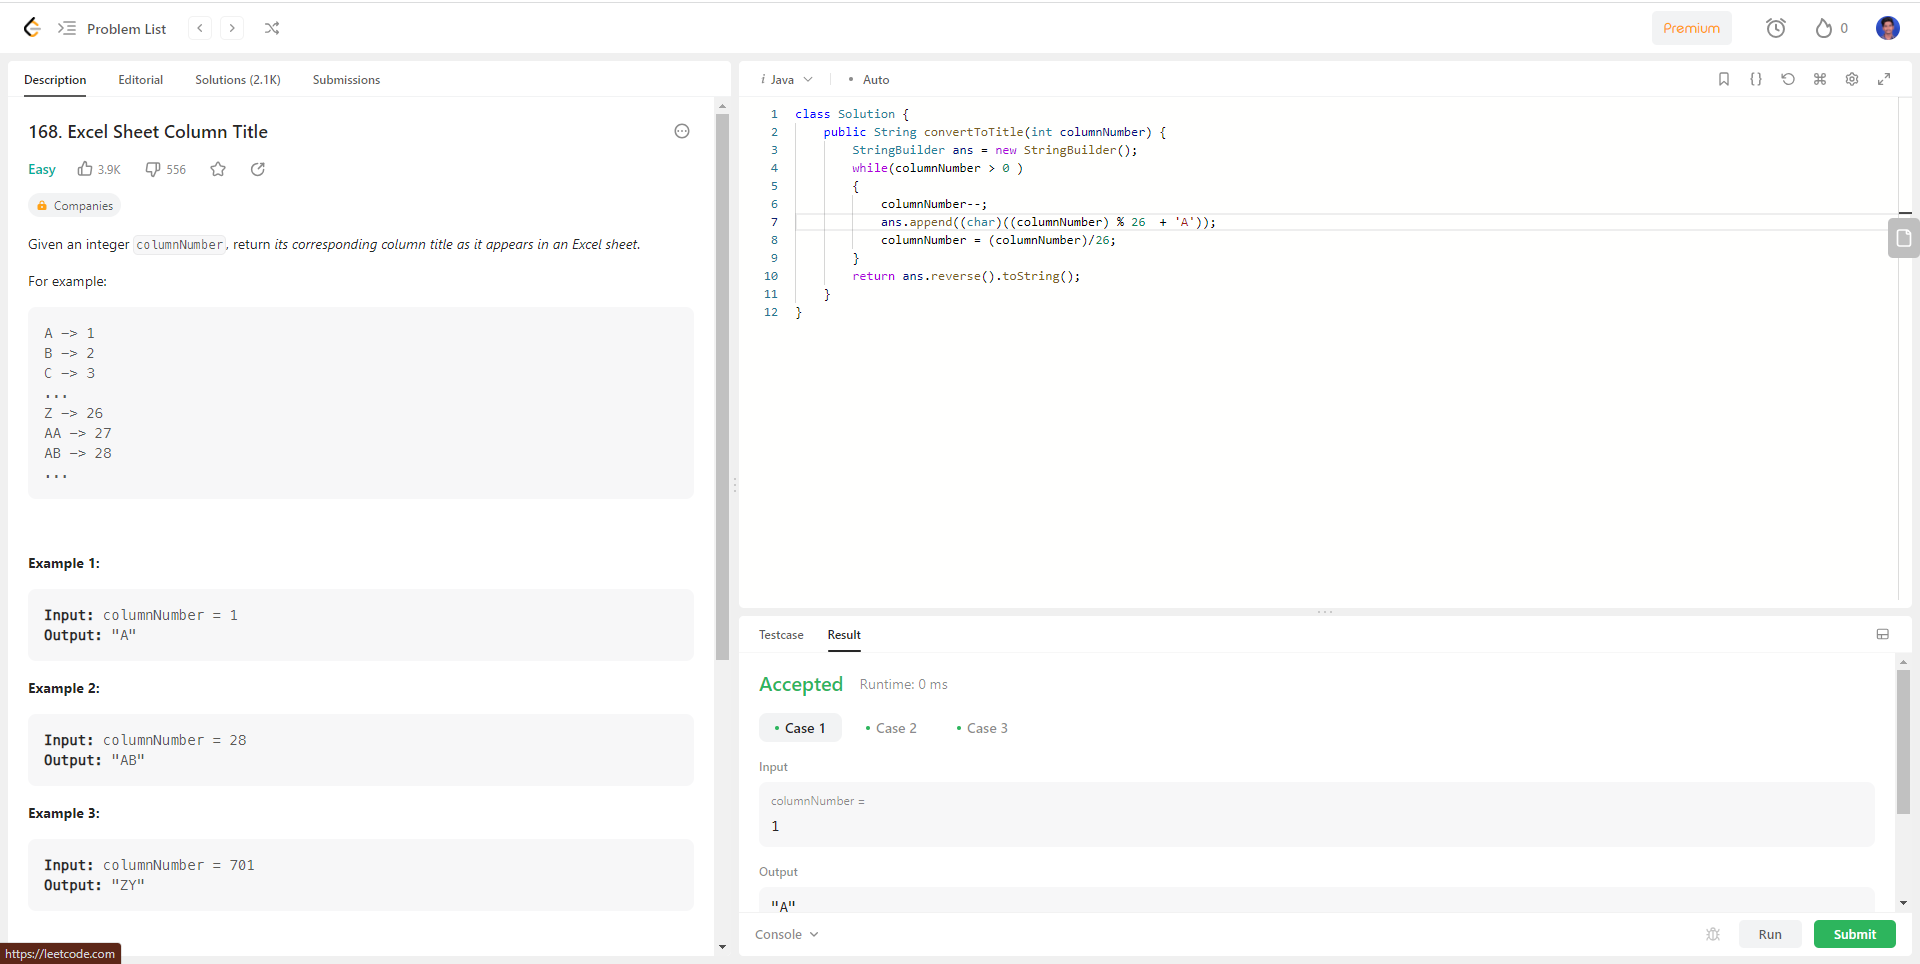 Problem List
Premium
0
Description Editorial Solutions (2.1K) Submissions
168. Excel Sheet Column Title
Easy 3.9K 556
Companies
Given an integer columnNumber, return its corresponding column title as it appears in an Excel sheet.
For example:
A -> 1
B -> 2
C -> 3
...
Z -> 26
AA -> 27
AB -> 28
...
Example 1:
Input: columnNumber = 1
Output: "A"
Example 2:
Input: columnNumber = 28
Output: "AB"
Example 3:
Input: columnNumber = 701
Output: "ZY"
https://leetcode.com
i Java • Auto
1 class Solution {
2 public String convertToTitle(int columnNumber) {
3 StringBuilder ans = new StringBuilder();
4 while(columnNumber > 0 )
5 {
6 columnNumber--;
7 ans.append((char)((columnNumber) % 26  + 'A'));
8 columnNumber = (columnNumber)/26;
9 }
10 return ans.reverse().toString();
11 }
12 }
Testcase Result
Accepted Runtime: 0 ms
• Case 1 • Case 2 • Case 3
Input
columnNumber =
1
Output
"A"
Console Run Submit